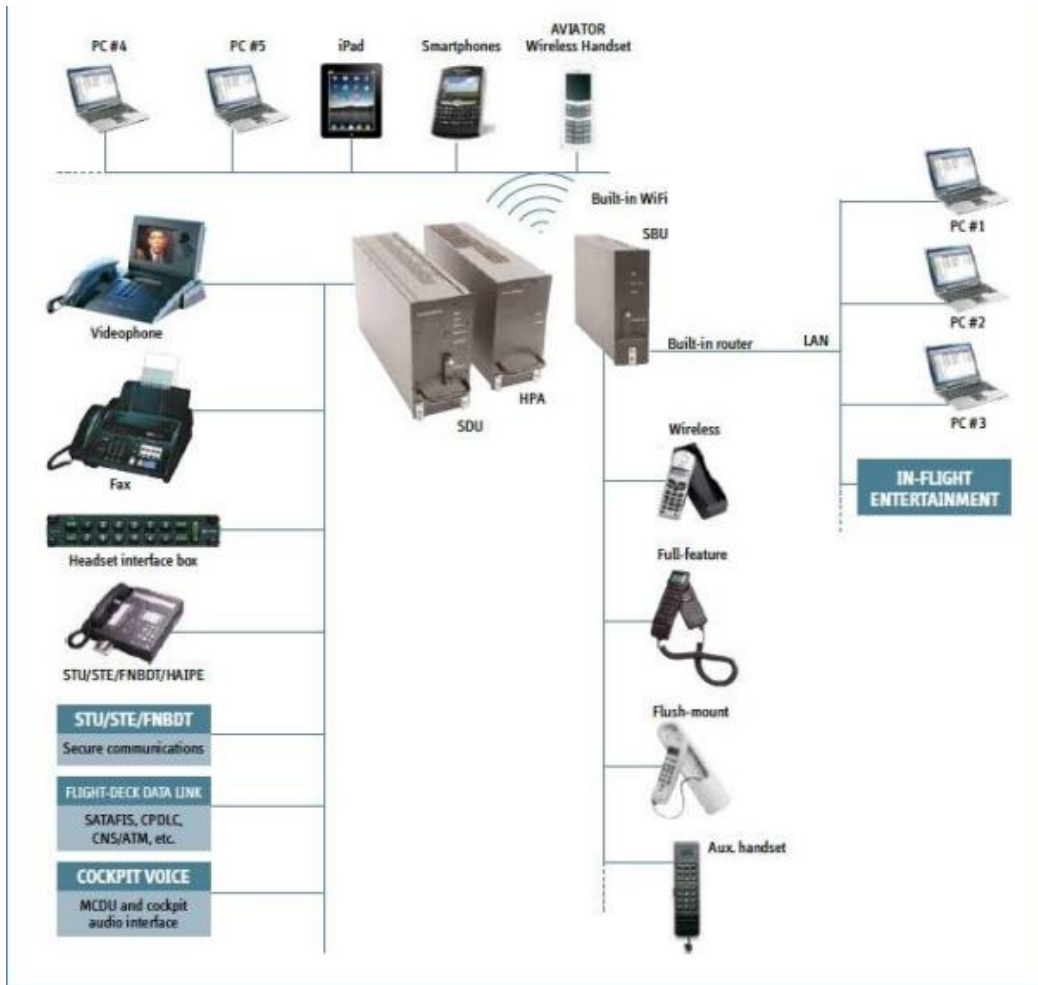 PC #4
PC #5
iPad
Smartphones
AVIATOR
Wireless Handset
Built-in WiFi
SBU
PC #1
PC #2
PC #3
Built-in router
LAN
IN-FLIGHT
ENTERTAINMENT
HPA
SDU
Videophone
Fax
Headset interface box
STU/STE/FNBDT/HAIPE
STU/STE/FNBDT
Secure communications
FLIGHT-DECK DATA LINK
SATAFIS, CPDLC,
CNS/ATM, etc.
COCKPIT VOICE
MCDU and cockpit
audio interface
Wireless
Full-feature
Flush-mount
Aux. handset